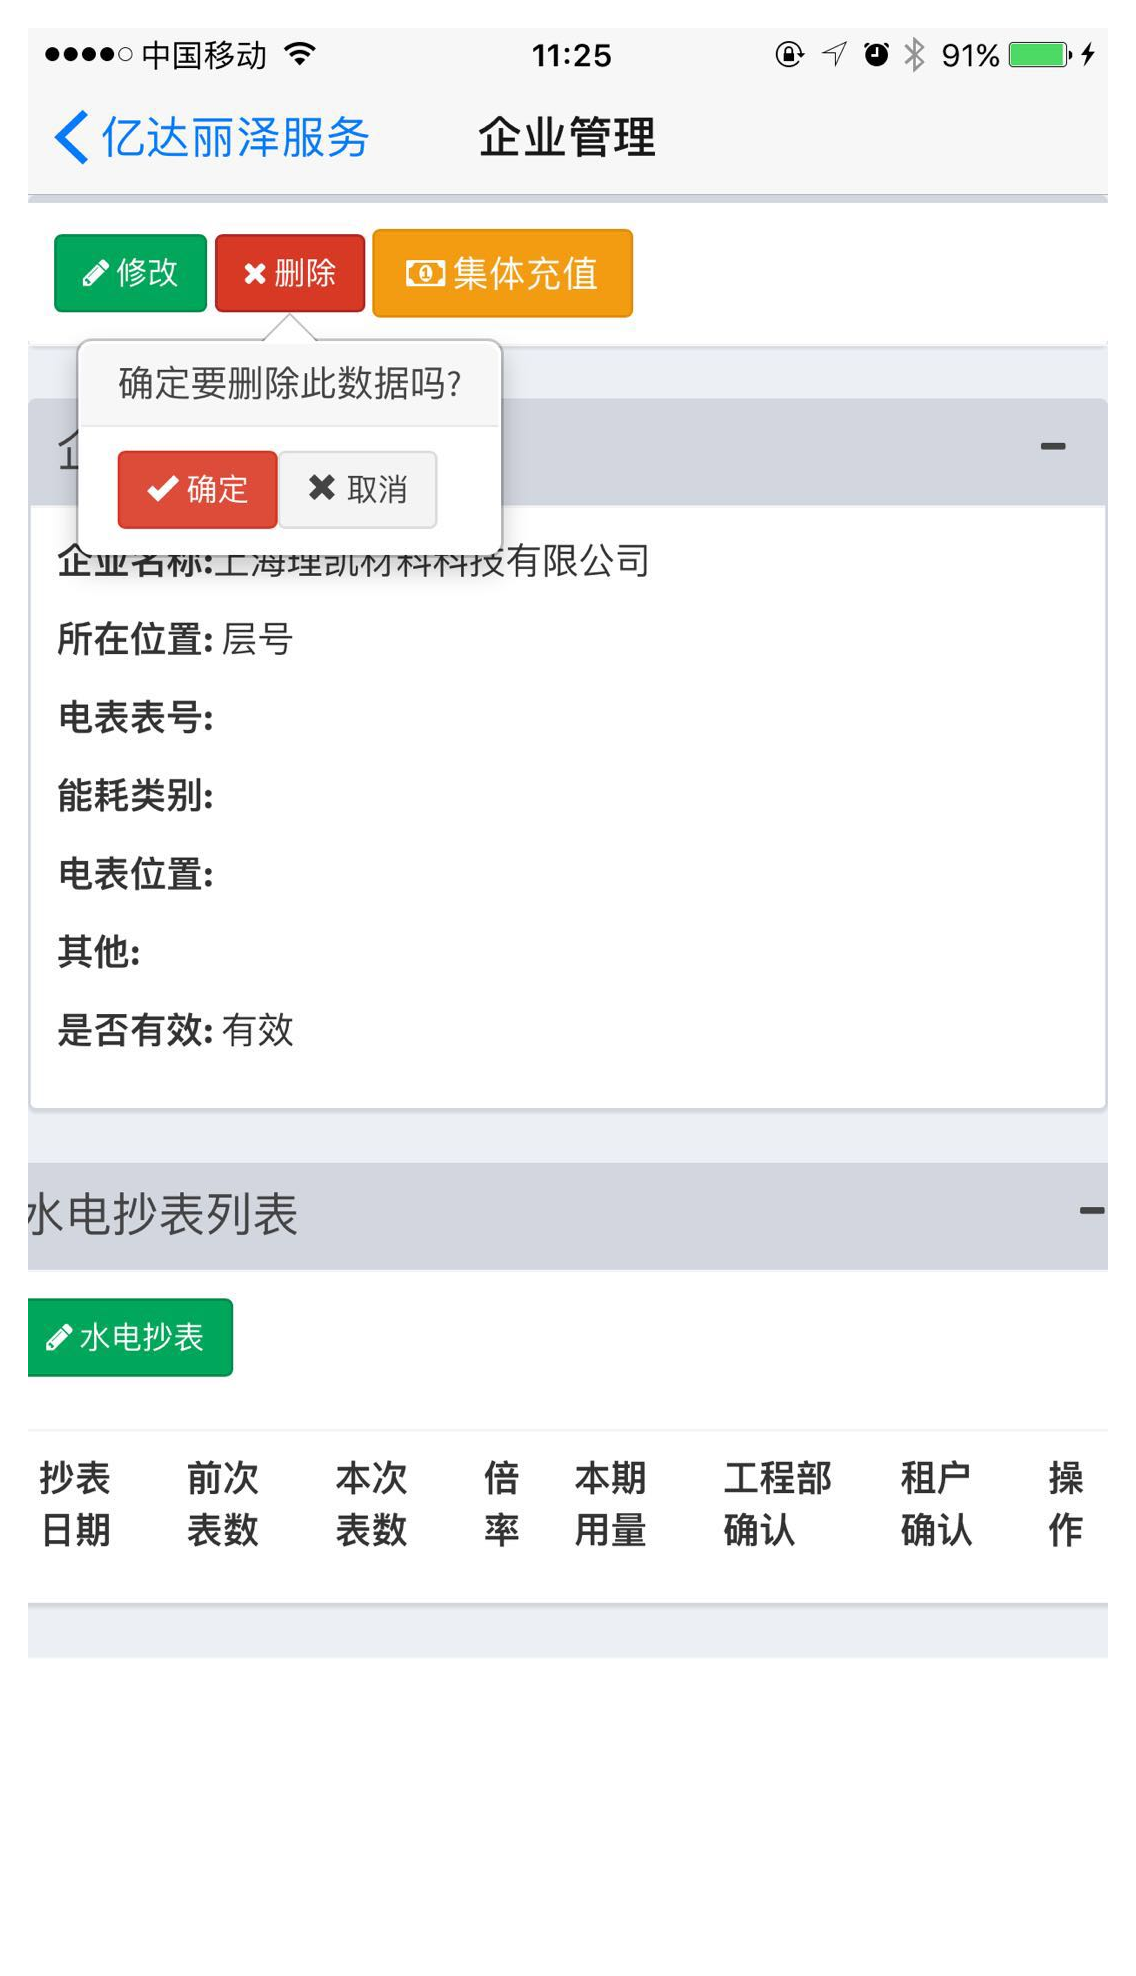 中国移动 11:25 91%
亿达丽泽服务 企业管理
修改 删除 集体充值
确定要删除此数据吗?
确定 取消
企业名称:上海理凯材料科技有限公司
所在位置: 层号
电表表号:
能耗类别:
电表位置:
其他:
是否有效: 有效
水电抄表列表
水电抄表
抄表 前次 本次 倍 本期 工程部 租户 操
日期 表数 表数 率 用量 确认 确认 作